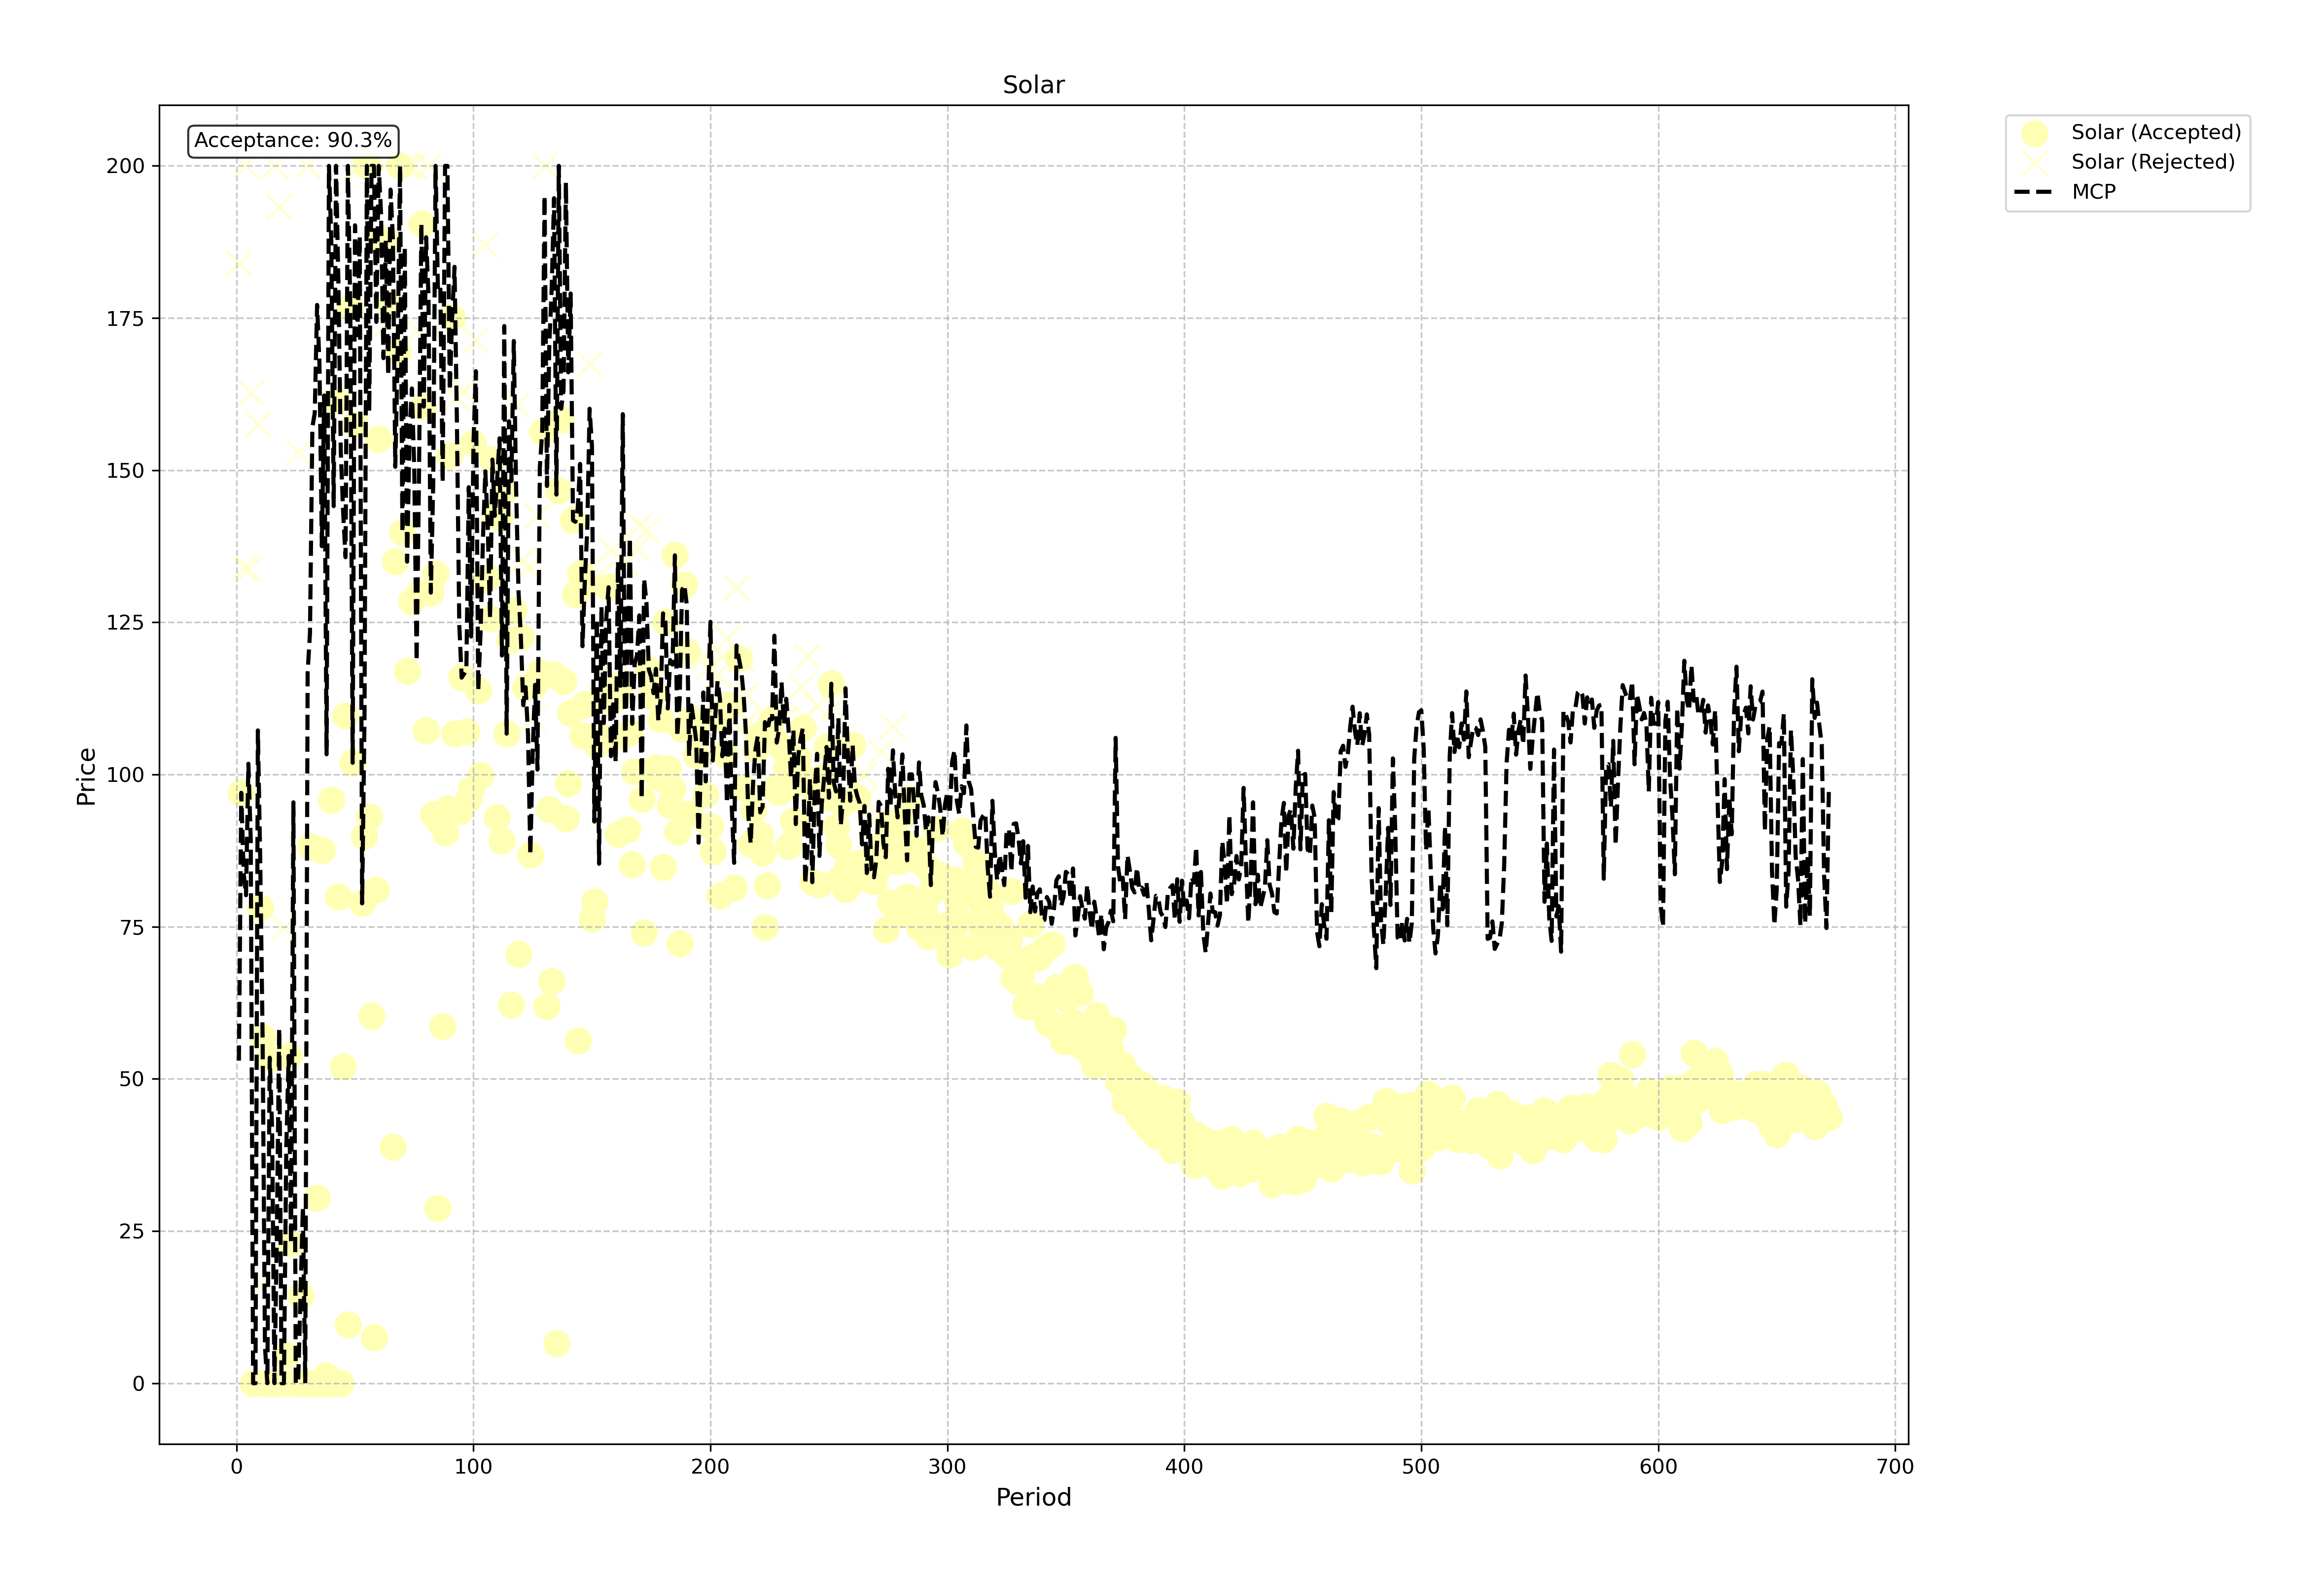 Solar
Acceptance: 90.3%
Solar (Accepted)
Solar (Rejected)
MCP
Price
200
175
150
125
100
75
50
25
0
0 100 200 300 400 500 600 700
Period